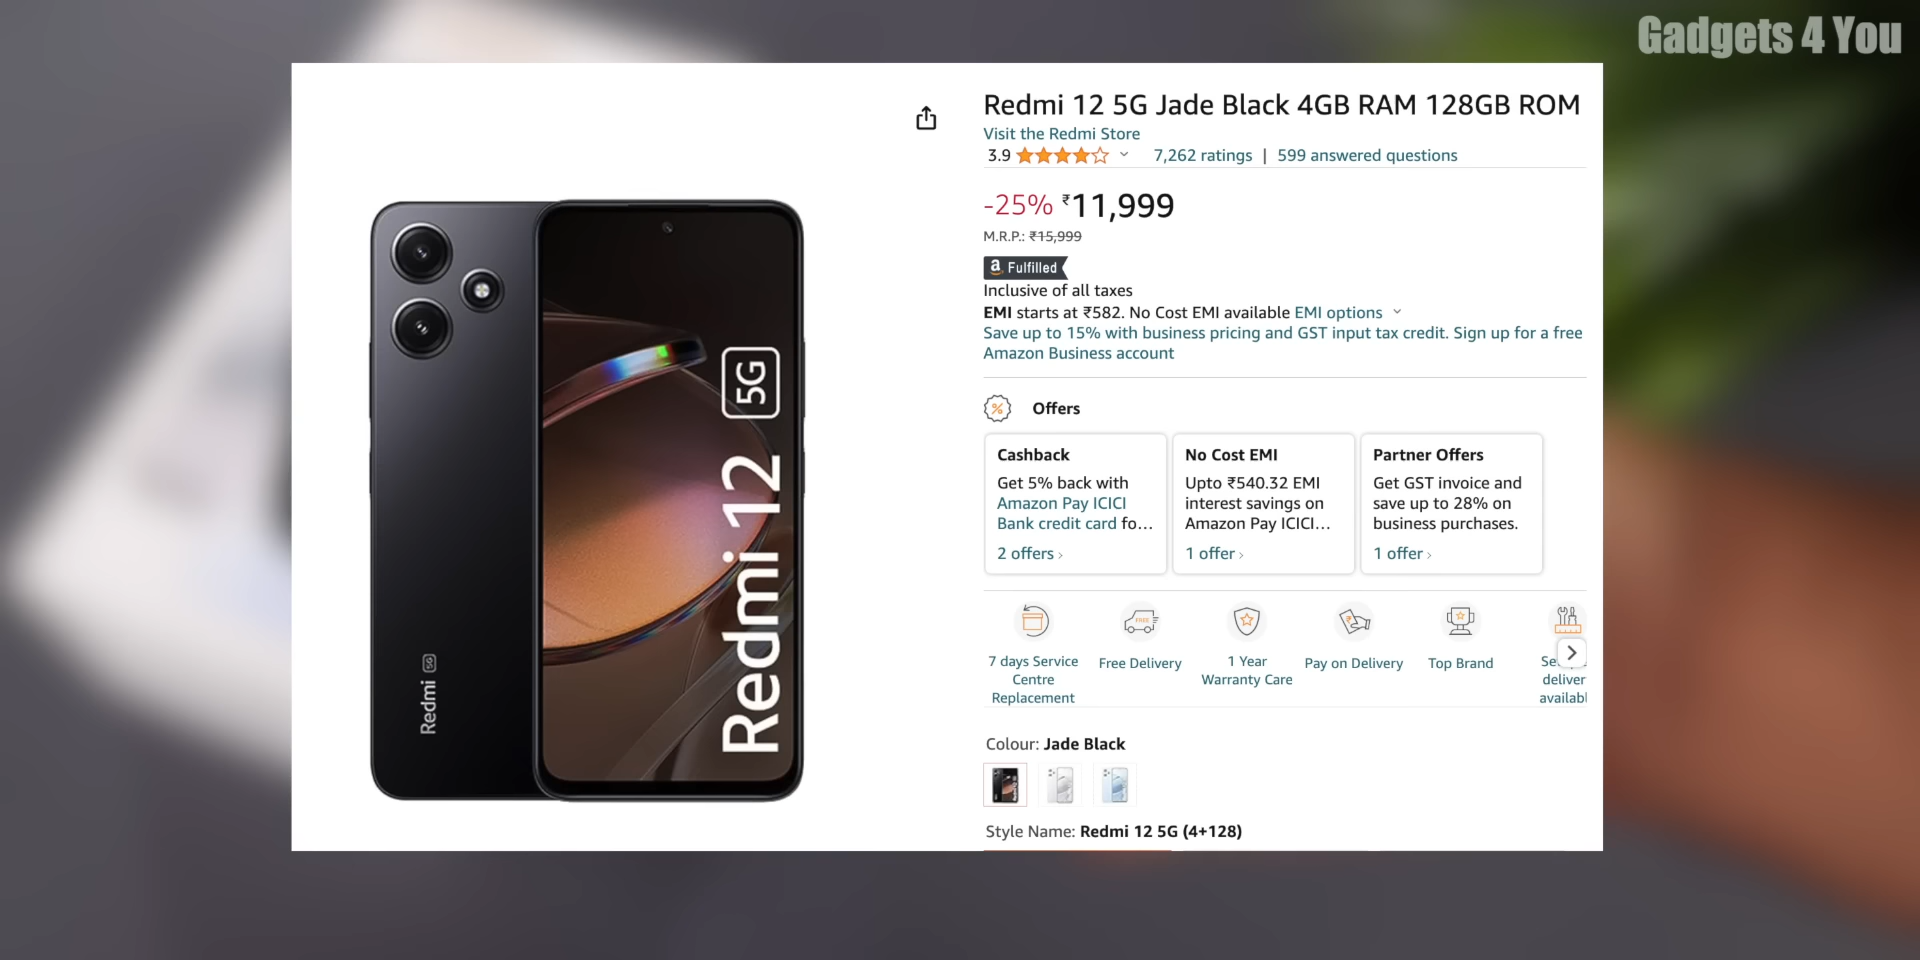 Gadgets 4 You
Redmi 12 5G Jade Black 4GB RAM 128GB ROM
Visit the Redmi Store
3.9
7,262 ratings | 599 answered questions
-25% ₹11,999
M.R.P.: ₹15,999
a Fulfilled
Inclusive of all taxes
EMI starts at ₹582. No Cost EMI available EMI options
Save up to 15% with business pricing and GST input tax credit. Sign up for a free
Amazon Business account
% Offers
Cashback
Get 5% back with
Amazon Pay ICICI
Bank credit card fo...
2 offers ›
No Cost EMI
Upto ₹540.32 EMI
interest savings on
Amazon Pay ICICI...
1 offer ›
Partner Offers
Get GST invoice and
save up to 28% on
business purchases.
1 offer ›
FREE
7 days Service
Centre
Replacement
Free Delivery
1 Year
Warranty Care
Pay on Delivery
Top Brand
deliver
availabl
Colour: Jade Black
Style Name: Redmi 12 5G (4+128)
Redmi 5G
Redmi 12 5G